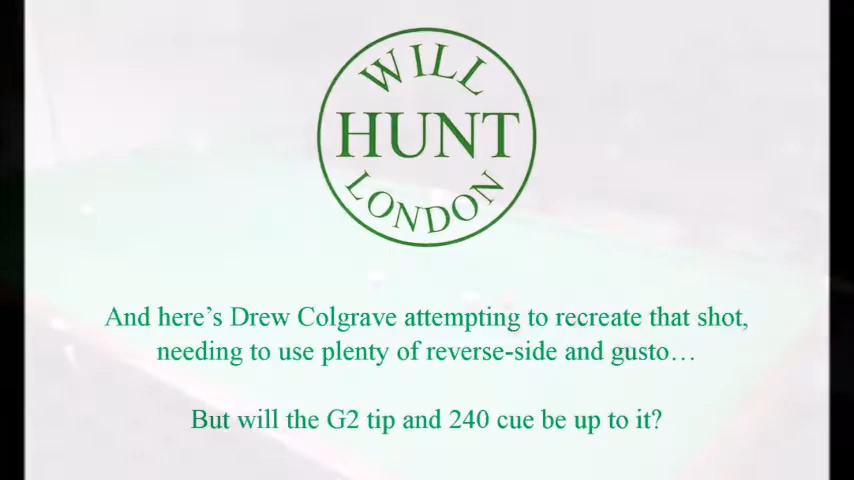 WILL
HUNT
LONDON
And here’s Drew Colgrave attempting to recreate that shot,
needing to use plenty of reverse-side and gusto…
But will the G2 tip and 240 cue be up to it?